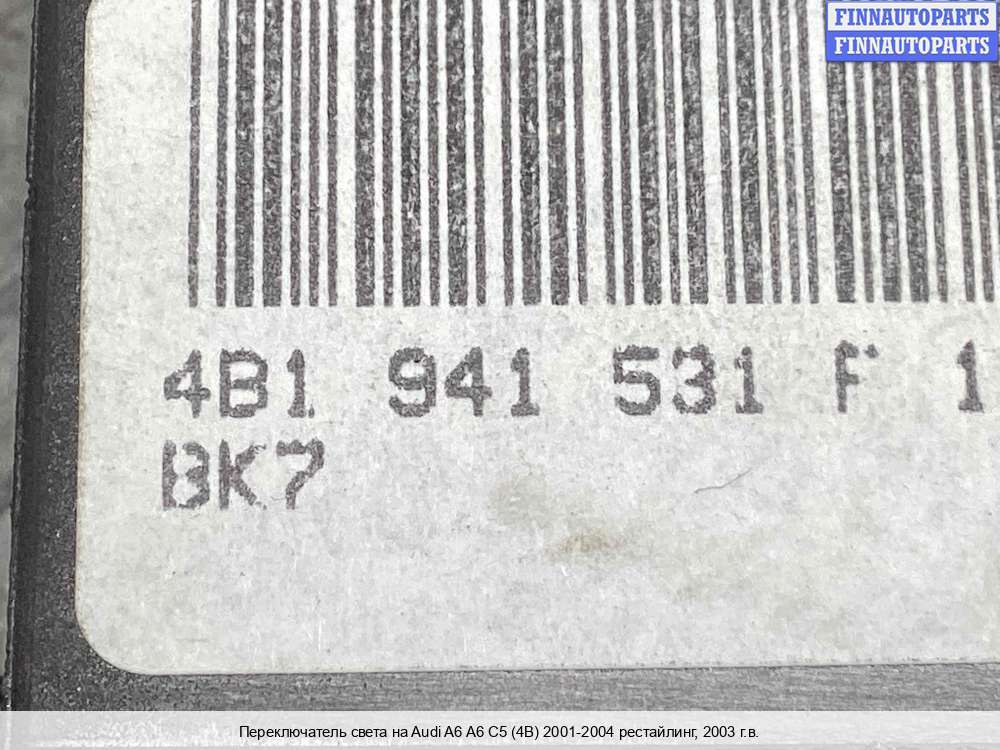 FINNAUTOPARTS
FINNAUTOPARTS
4B1 941 531 F 1
BK7
Переключатель света на Audi A6 A6 C5 (4B) 2001-2004 рестайлинг, 2003 г.в.